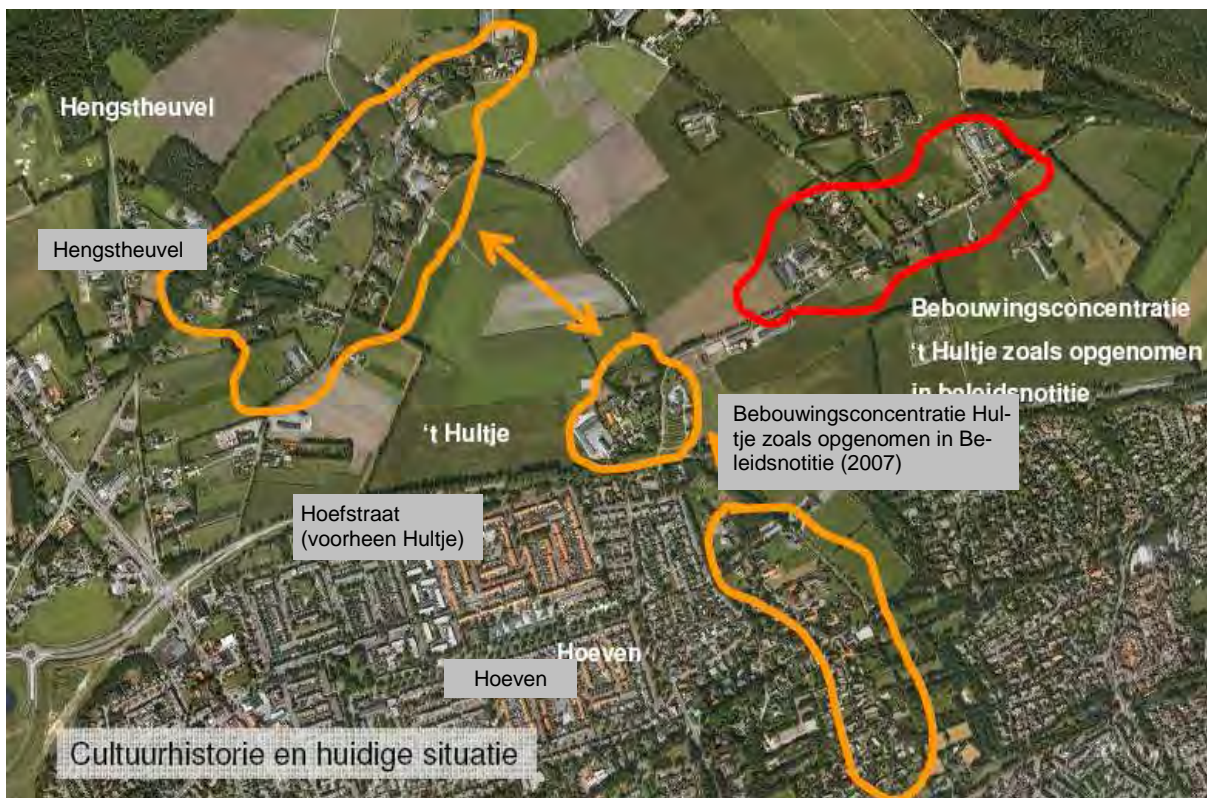 Hengstheuvel
Hengstheuvel
Bebouwingsconcentratie
‘t Hultje zoals opgenomen
in beleidsnotitie
‘t Hultje
Bebouwingsconcentratie Hul-
tje zoals opgenomen in Be-
leidsnotitie (2007)
Hoefstraat
(voorheen Hultje)
Hoeven
Hoeven
Cultuurhistorie en huidige situatie